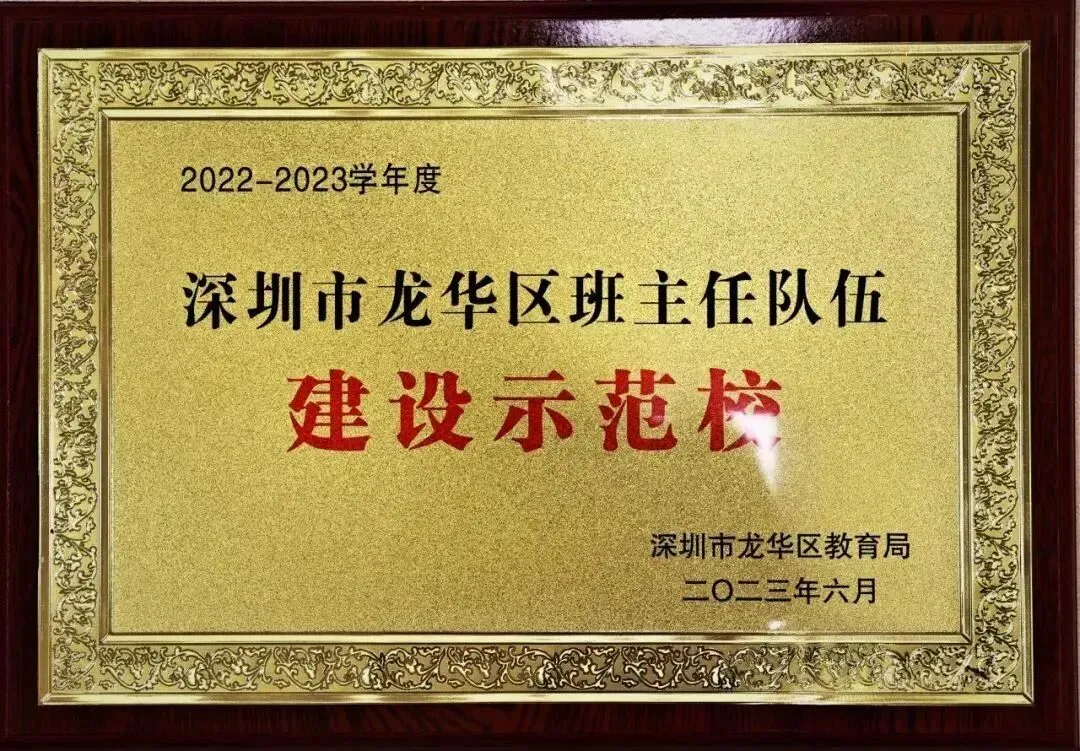 2022-2023学年度
深圳市龙华区班主任队伍
建设示范校
深圳市龙华区教育局
二〇二三年六月